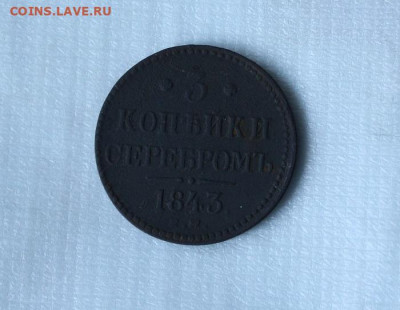 COINS.LAVE.RU
3
КОПѢЙКИ
СЕРЕБРОМЪ
1843